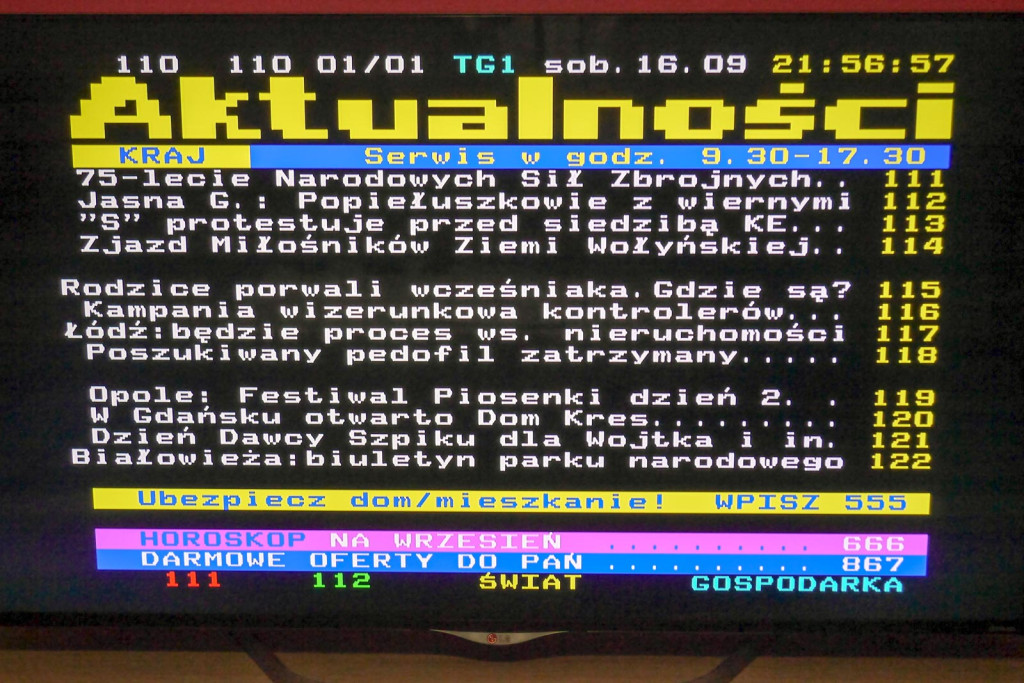 110 110 01/01 TG1 sob.16.09 21:56:57
Aktualności
KRAJ Serwis w godz. 9.30-17.30
75-lecie Narodowych Sił Zbrojnych.. 111
Jasna G.: Popiełuszkowie z wiernymi 112
"S" protestuje przed siedzibą KE... 113
Zjazd Miłośników Ziemi Wołyńskiej.. 114
Rodzice porwali wcześniaka.Gdzie są? 115
Kampania wizerunkowa kontrolerów... 116
Łódź:będzie proces ws. nieruchomości 117
Poszukiwany pedofil zatrzymany..... 118
Opole: Festiwal Piosenki dzień 2. . 119
W Gdańsku otwarto Dom Kres......... 120
Dzień Dawcy Szpiku dla Wojtka i in. 121
Białowieża:biuletyn parku narodowego 122
Ubezpiecz dom/mieszkanie! WPISZ 555
HOROSKOP NA WRZESIEŃ .......... 666
DARMOWE OFERTY DO PAŃ .......... 867
111 112 ŚWIAT GOSPODARKA
LG